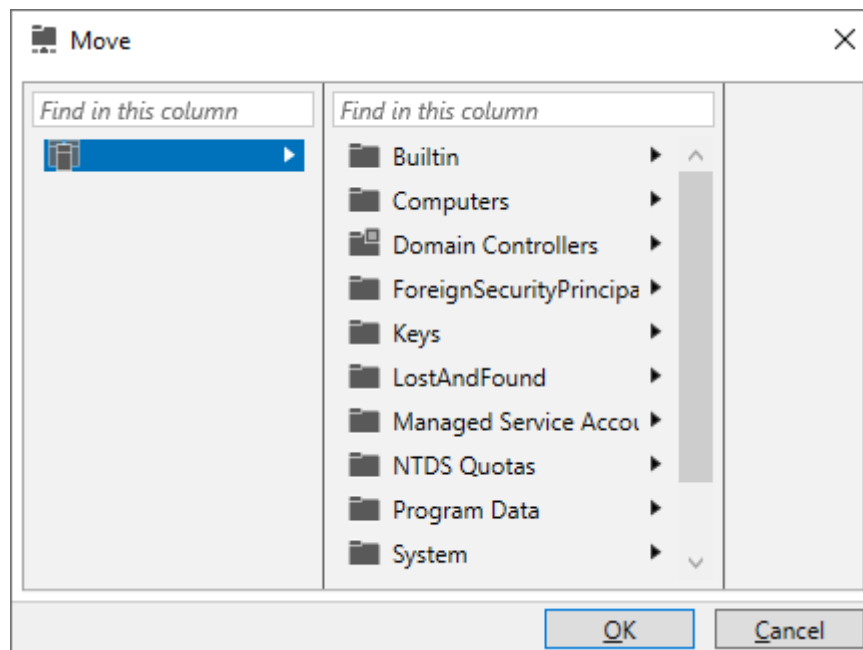 Move
Find in this column
Find in this column
Builtin
Computers
Domain Controllers
ForeignSecurityPrincipa
Keys
LostAndFound
Managed Service Accou
NTDS Quotas
Program Data
System
OK
Cancel